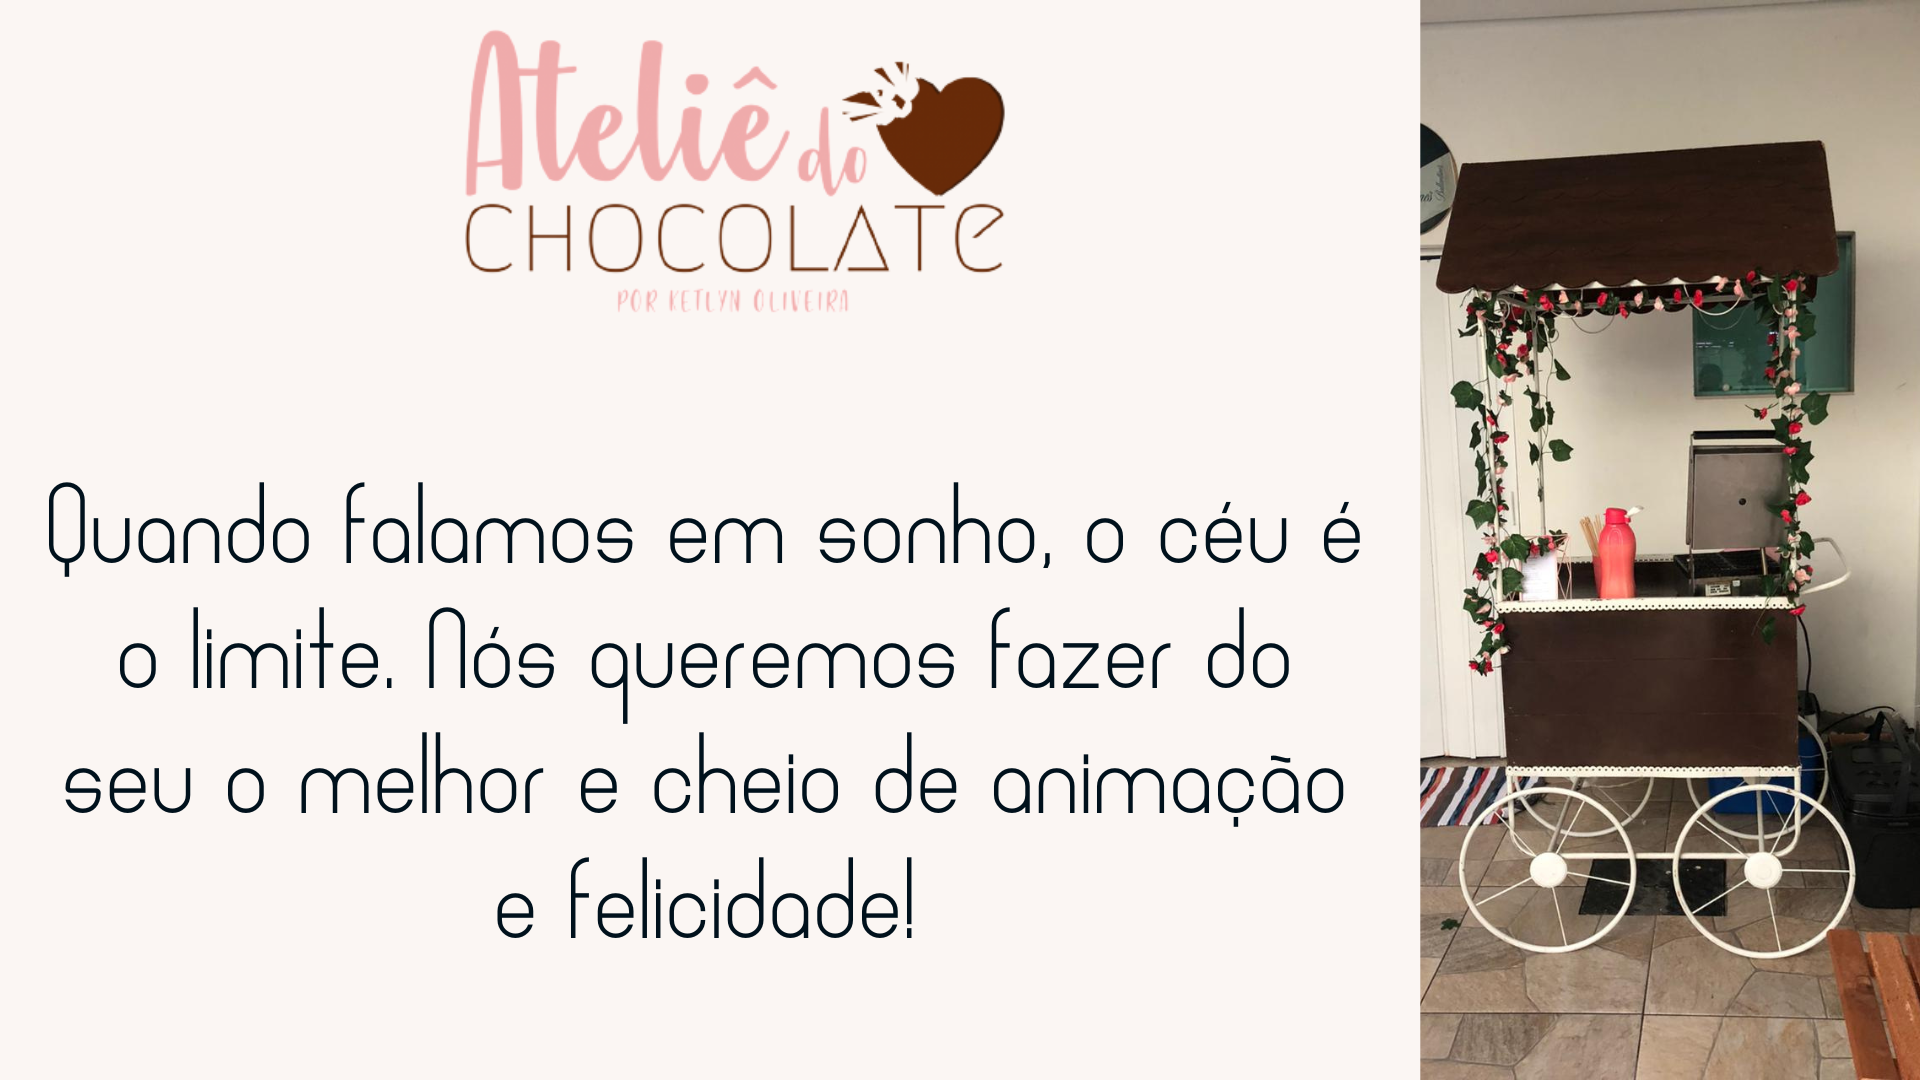 Ateliê do
CHOCOLATE
POR KETLYN OLIVEIRA
Quando falamos em sonho, o céu é
o limite. Nós queremos fazer do
seu o melhor e cheio de animação
e felicidade!